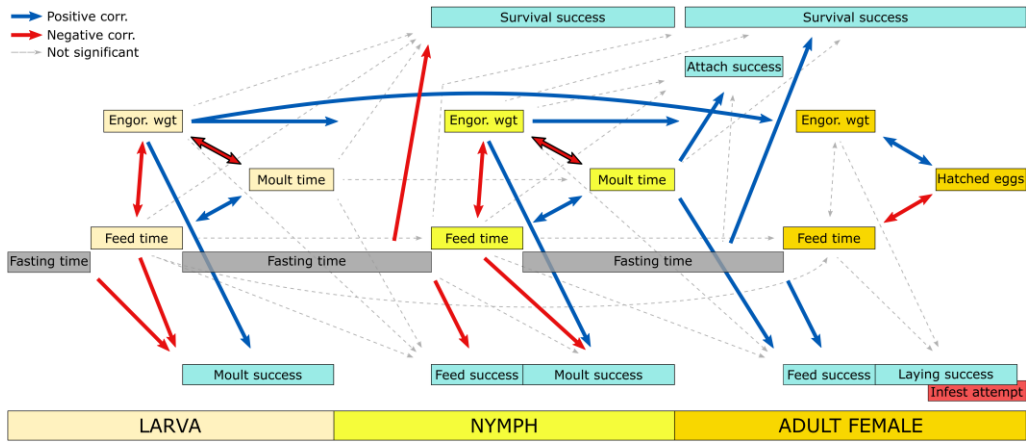 Positive corr.
Negative corr.
Not significant
Survival success
Survival success
Attach success
Engor. wgt
Engor. wgt
Engor. wgt
Moult time
Moult time
Hatched eggs
Feed time
Feed time
Feed time
Fasting time
Fasting time
Fasting time
Moult success
Feed success
Moult success
Feed success
Laying success
Infest attempt
LARVA
NYMPH
ADULT FEMALE